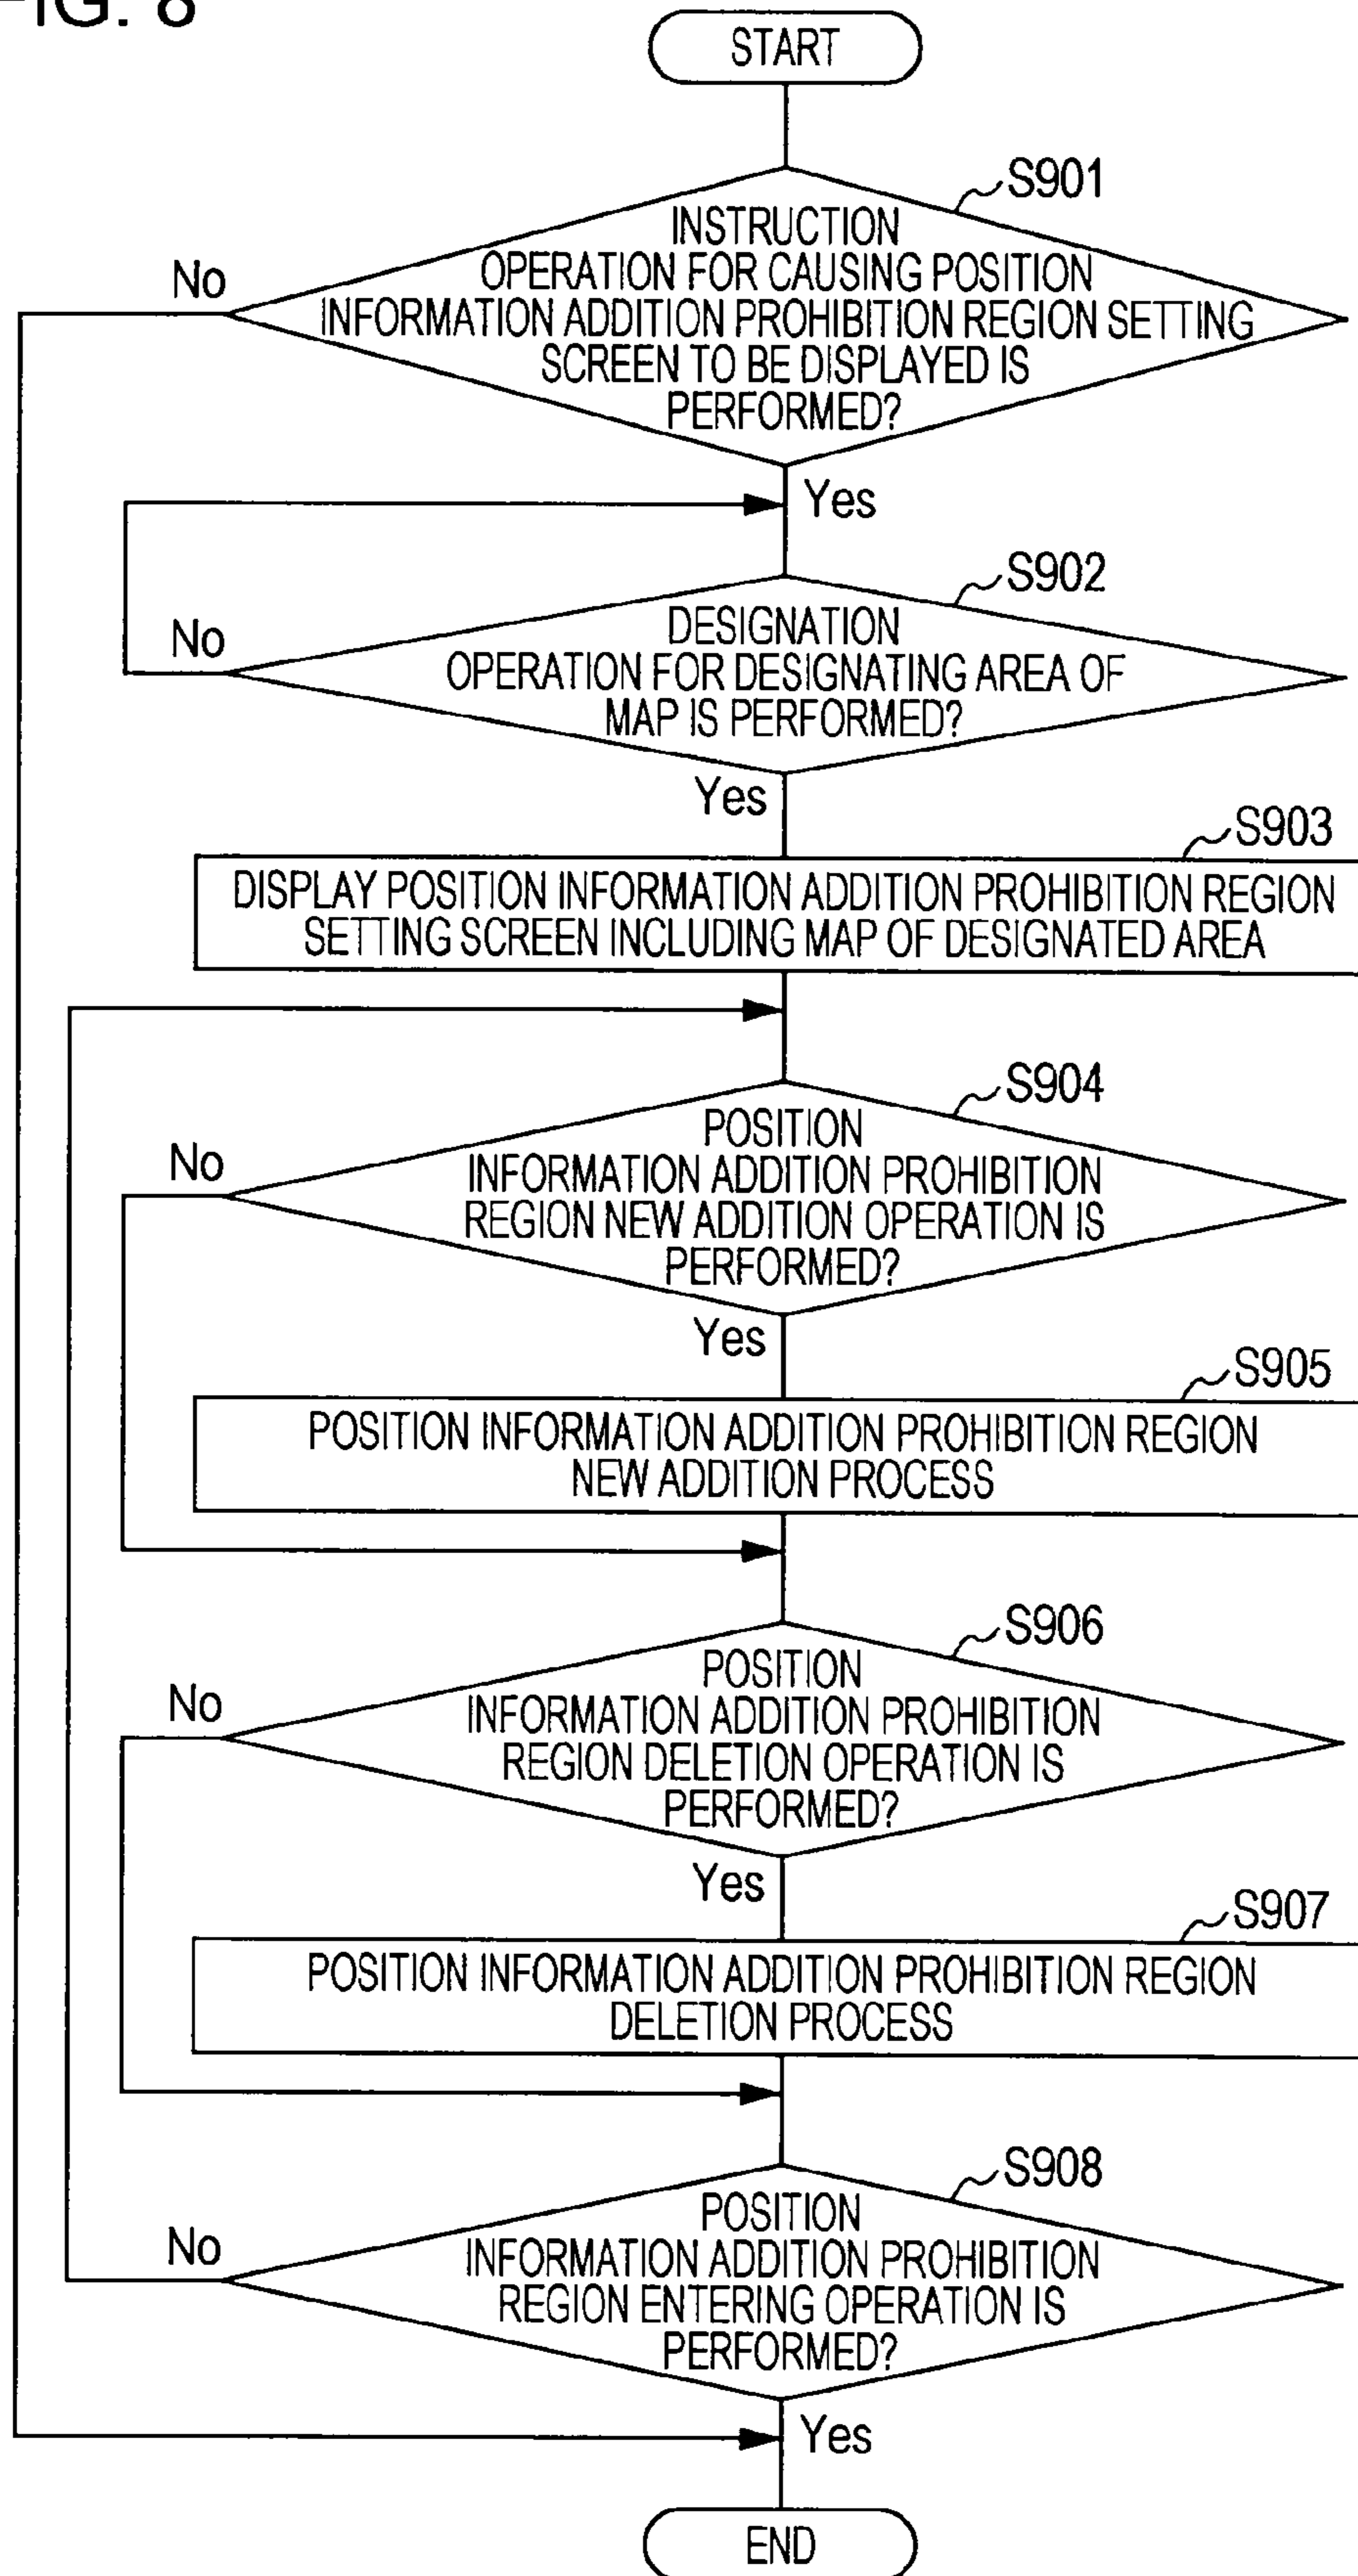 FIG. 8
START
S901
INSTRUCTION
OPERATION FOR CAUSING POSITION
INFORMATION ADDITION PROHIBITION REGION SETTING
SCREEN TO BE DISPLAYED IS
PERFORMED?
No
Yes
S902
DESIGNATION
OPERATION FOR DESIGNATING AREA OF
MAP IS PERFORMED?
No
Yes
S903
DISPLAY POSITION INFORMATION ADDITION PROHIBITION REGION
SETTING SCREEN INCLUDING MAP OF DESIGNATED AREA
S904
POSITION
INFORMATION ADDITION PROHIBITION
REGION NEW ADDITION OPERATION IS
PERFORMED?
No
Yes
S905
POSITION INFORMATION ADDITION PROHIBITION REGION
NEW ADDITION PROCESS
S906
POSITION
INFORMATION ADDITION PROHIBITION
REGION DELETION OPERATION IS
PERFORMED?
No
Yes
S907
POSITION INFORMATION ADDITION PROHIBITION REGION
DELETION PROCESS
S908
POSITION
INFORMATION ADDITION PROHIBITION
REGION ENTERING OPERATION IS
PERFORMED?
No
Yes
END